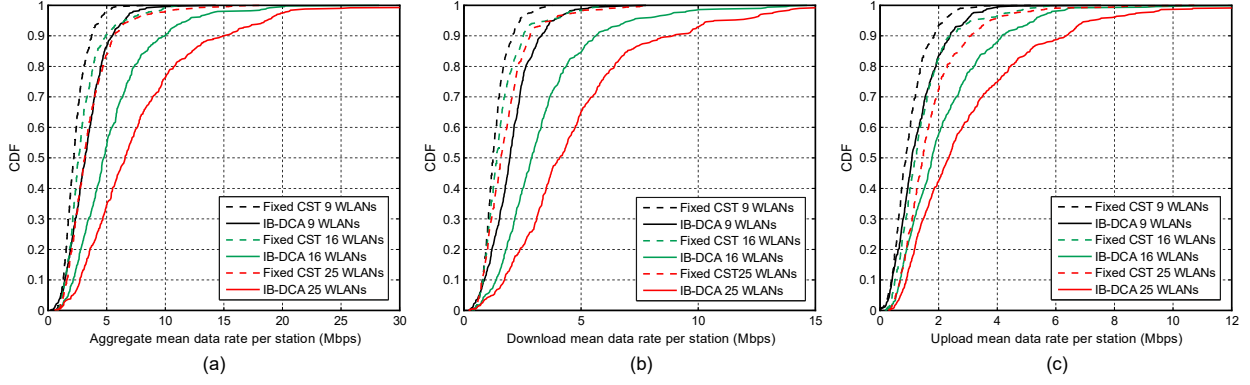 1
0.9
0.8
0.7
0.6
0.5
0.4
0.3
0.2
0.1
0
CDF
Fixed CST 9 WLANs
IB-DCA 9 WLANs
Fixed CST 16 WLANs
IB-DCA 16 WLANs
Fixed CST 25 WLANs
IB-DCA 25 WLANs
0 5 10 15 20 25 30
Aggregate mean data rate per station (Mbps)
(a)
1
0.9
0.8
0.7
0.6
0.5
0.4
0.3
0.2
0.1
0
CDF
Fixed CST 9 WLANs
IB-DCA 9 WLANs
Fixed CST 16 WLANs
IB-DCA 16 WLANs
Fixed CST25 WLANs
IB-DCA 25 WLANs
0 5 10 15
Download mean data rate per station (Mbps)
(b)
1
0.9
0.8
0.7
0.6
0.5
0.4
0.3
0.2
0.1
0
CDF
Fixed CST 9 WLANs
IB-DCA 9 WLANs
Fixed CST 16 WLANs
IB-DCA 16 WLANs
Fixed CST 25 WLANs
IB-DCA 25 WLANs
0 2 4 6 8 10 12
Upload mean data rate per station (Mbps)
(c)